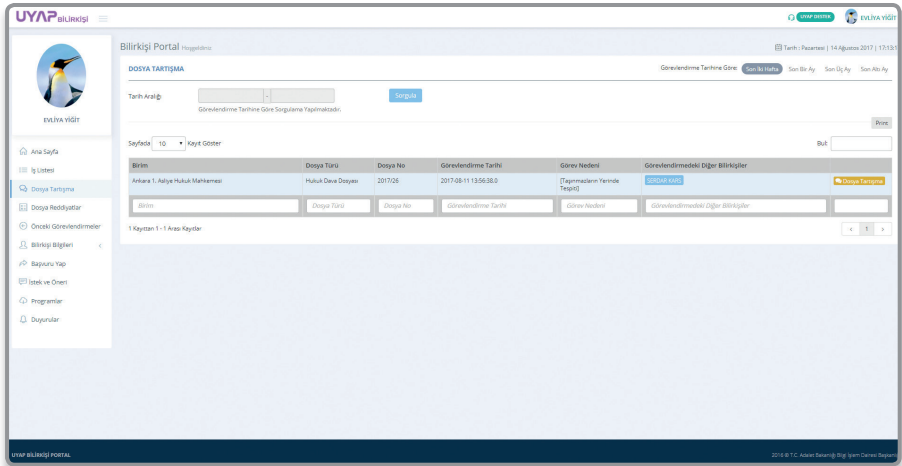 UYAP BİLİRKİŞİ
UYAP DESTEK
EVLİYA YİĞİT
EVLİYA YİĞİT
Ana Sayfa
İş Listesi
Dosya Tartışma
Dosya Reddiyatlar
Önceki Görevlendirmeler
Bilirkişi Bilgileri <
Başvuru Yap
İstek ve Öneri
Programlar
Duyurular
Bilirkişi Portal Hoşgeldiniz
Tarih : Pazartesi | 14 Ağustos 2017 | 17:15:1
DOSYA TARTIŞMA
Görevlendirme Tarihine Göre: Son İki Hafta Son Bir Ay Son Üç Ay Son Altı Ay
Tarih Aralığı - Sorgula
Görevlendirme Tarihine Göre Sorgulama Yapılmaktadır.
Print
Sayfada 10 Kayıt Göster
Bul:
Birim Dosya Türü Dosya No Görevlendirme Tarihi Görev Nedeni Görevlendirmedeki Diğer Bilirkişiler
Ankara 1. Asliye Hukuk Mahkemesi Hukuk Dava Dosyası 2017/26 2017-08-11 13:56:38.0 [Taşınmazların Yerinde Tespiti] SERDAR KARS Dosya Tartışma
Birim Dosya Türü Dosya No Görevlendirme Tarihi Görev Nedeni Görevlendirmedeki Diğer Bilirkişiler
1 Kayıttan 1 - 1 Arası Kayıtlar
‹ 1 ›
UYAP BİLİRKİŞİ PORTAL
2016 © T.C. Adalet Bakanlığı Bilgi İşlem Dairesi Başkanlı